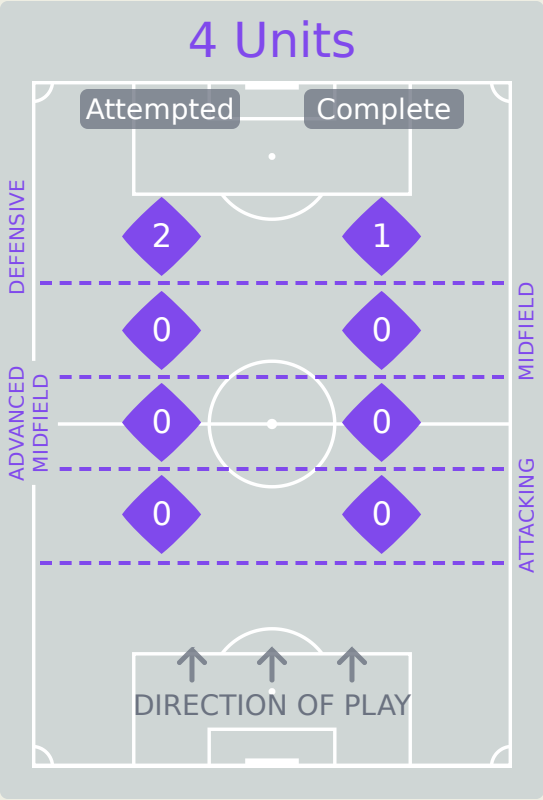 4 Units
Attempted
Complete
DEFENSIVE
2
1
MIDFIELD
0
0
ADVANCED
MIDFIELD
0
0
ATTACKING
0
0
DIRECTION OF PLAY